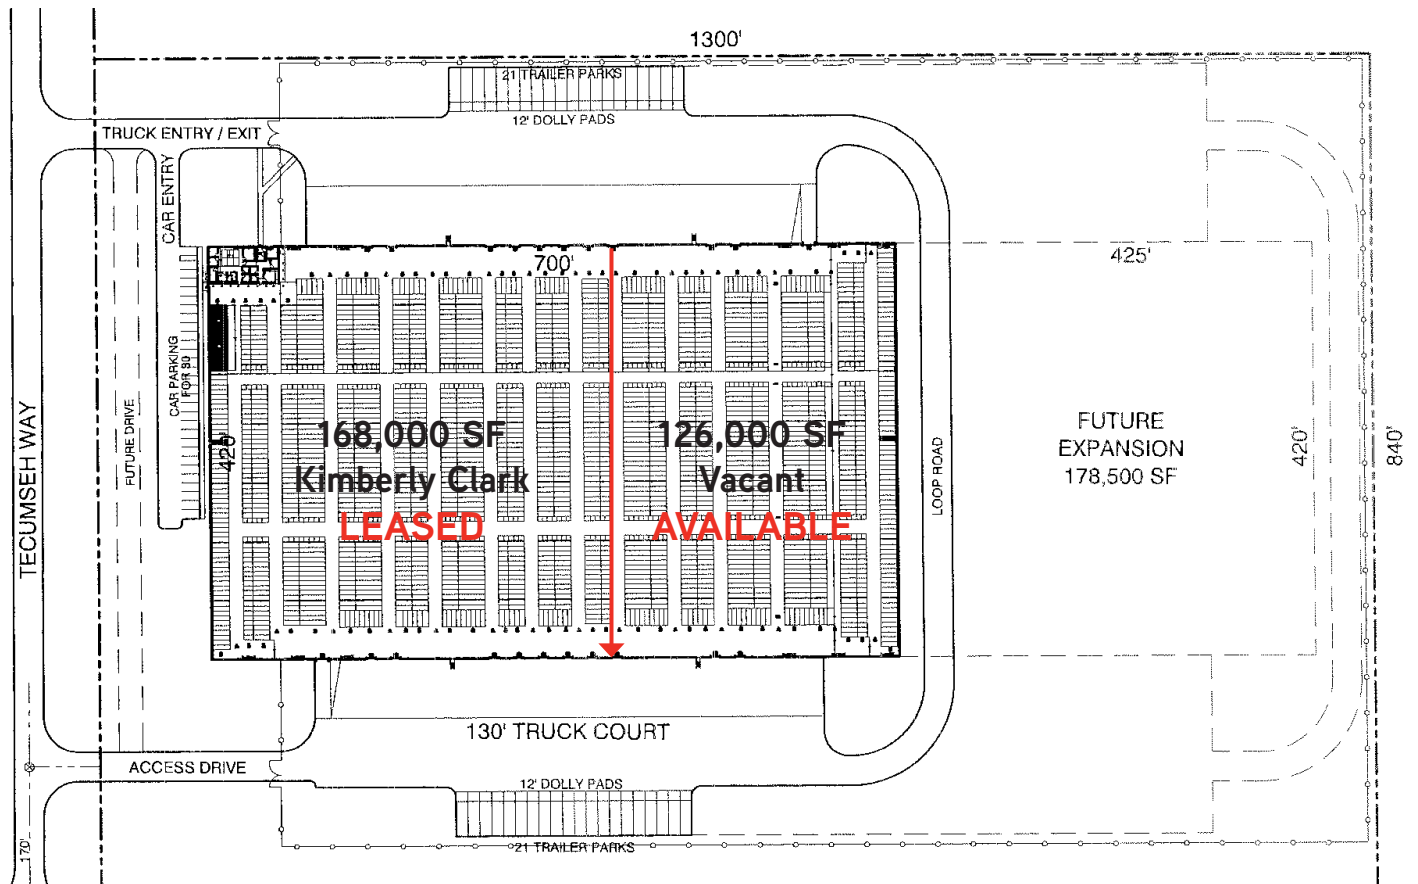 1300'
21 TRAILER PARKS
12' DOLLY PADS
TRUCK ENTRY / EXIT
CAR ENTRY
700'
425'
CAR PARKING
FOR 90
FUTURE DRIVE
TECUMSEH WAY
420'
168,000 SF
Kimberly Clark
LEASED
126,000 SF
Vacant
AVAILABLE
LOOP ROAD
FUTURE
EXPANSION
178,500 SF
420'
840'
130' TRUCK COURT
ACCESS DRIVE
12' DOLLY PADS
21 TRAILER PARKS
170'